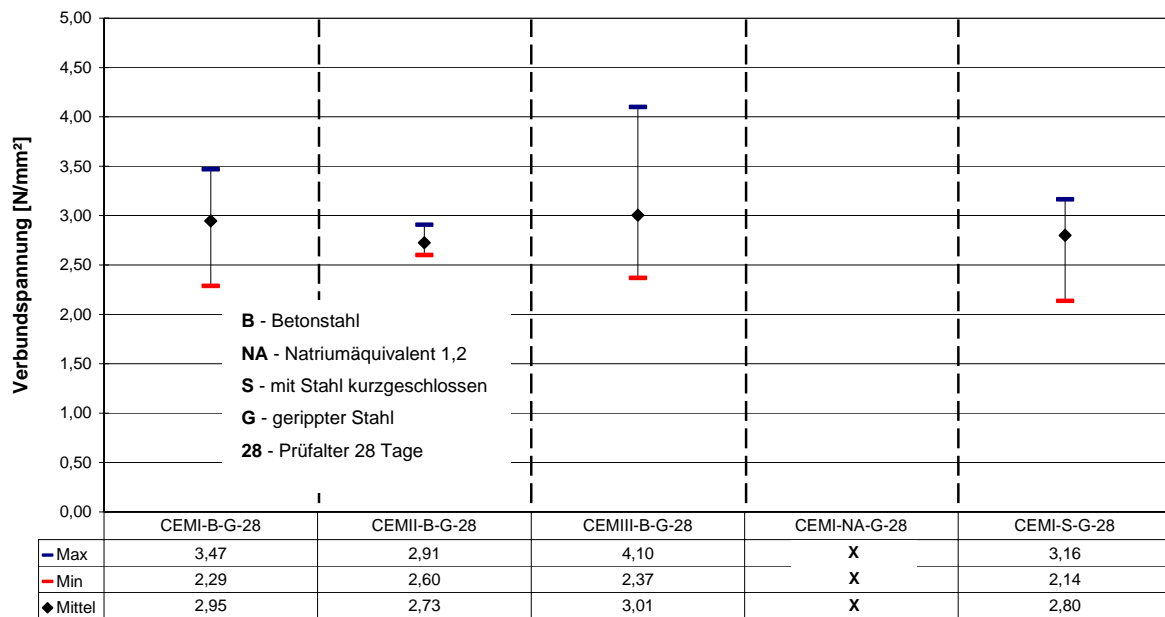 5,00
4,50
4,00
3,50
3,00
2,50
2,00
1,50
1,00
0,50
0,00
Verbundspannung [N/mm²]
B - Betonstahl
NA - Natriumäquivalent 1,2
S - mit Stahl kurzgeschlossen
G - gerippter Stahl
28 - Prüfalter 28 Tage
CEMI-B-G-28 CEMII-B-G-28 CEMIII-B-G-28 CEMI-NA-G-28 CEMI-S-G-28
Max 3,47 2,91 4,10 X 3,16
Min 2,29 2,60 2,37 X 2,14
Mittel 2,95 2,73 3,01 X 2,80